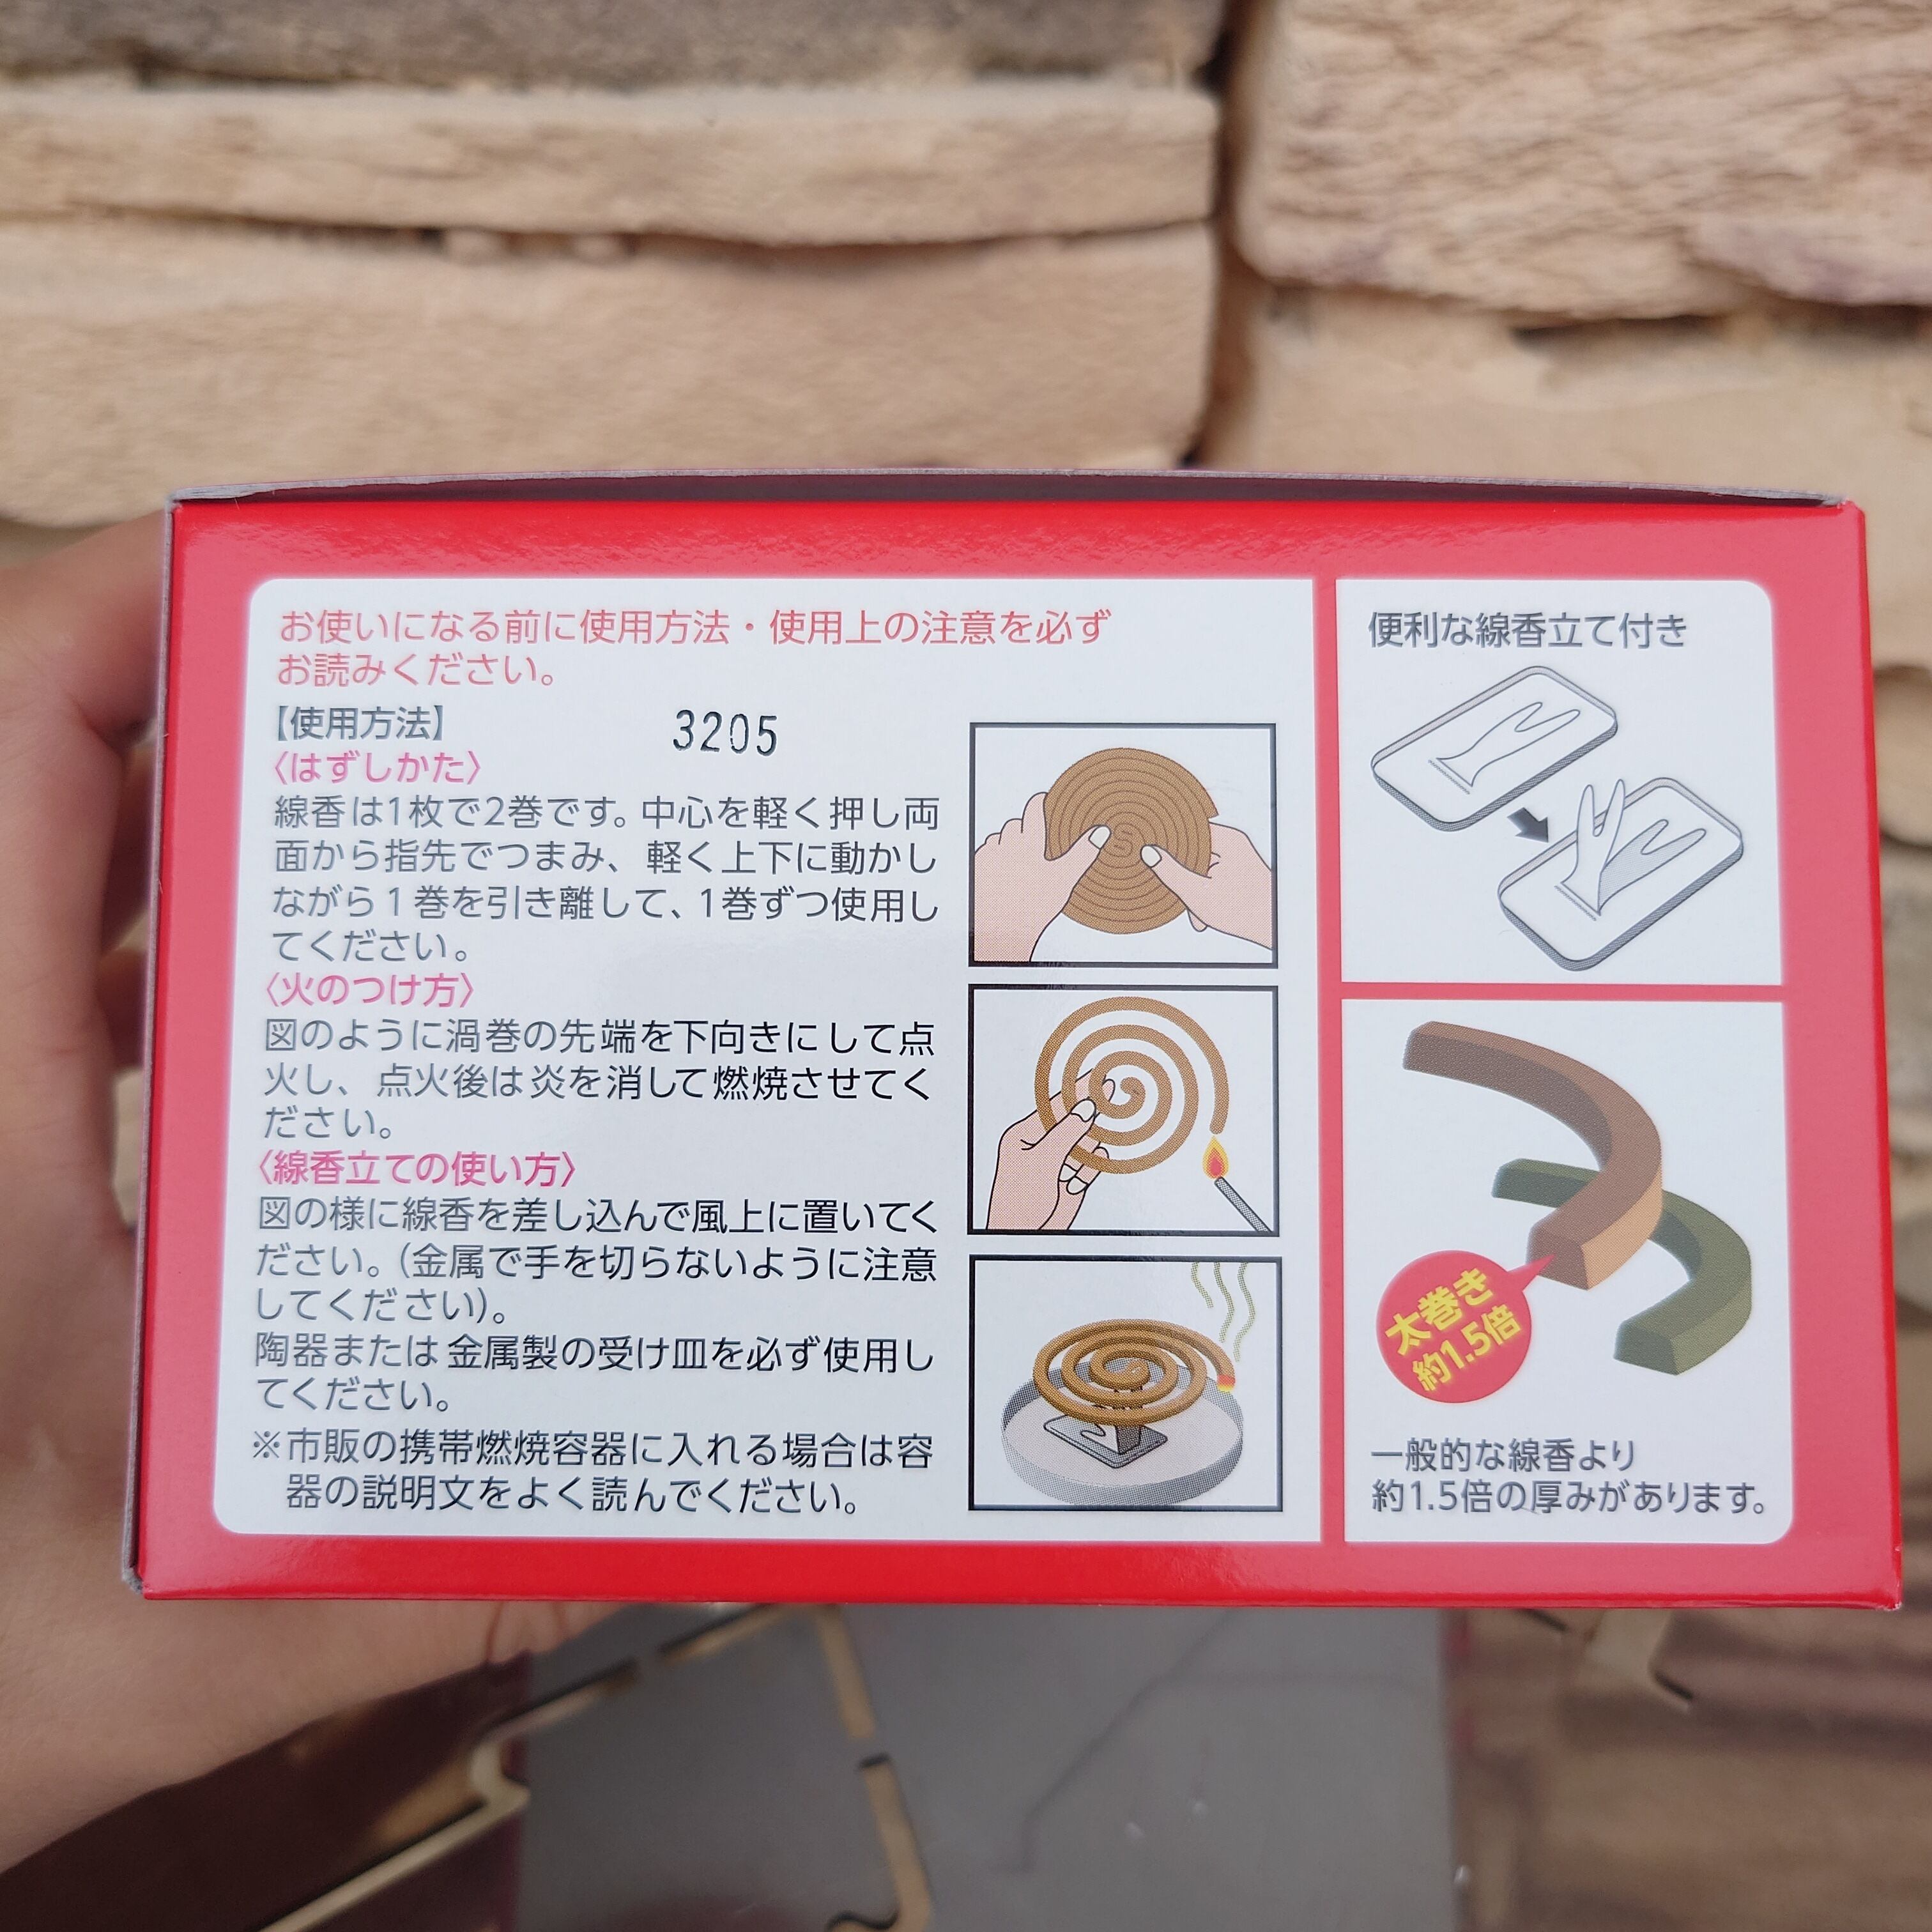 お使いになる前に使用方法・使用上の注意を必ず
お読みください。
【使用方法】
3205
〈はずしかた〉
線香は1枚で2巻です。中心を軽く押し両
面から指先でつまみ、軽く上下に動かし
ながら1巻を引き離して、1巻ずつ使用し
てください。
〈火のつけ方〉
図のように渦巻の先端を下向きにして点
火し、点火後は炎を消して燃焼させてく
ださい。
〈線香立ての使い方〉
図の様に線香を差し込んで風上に置いてく
ださい。(金属で手を切らないように注意
してください)。
陶器または金属製の受け皿を必ず使用し
てください。
※市販の携帯燃焼容器に入れる場合は容
器の説明文をよく読んでください。
便利な線香立て付き
太巻き
約1.5倍
一般的な線香より
約1.5倍の厚みがあります。